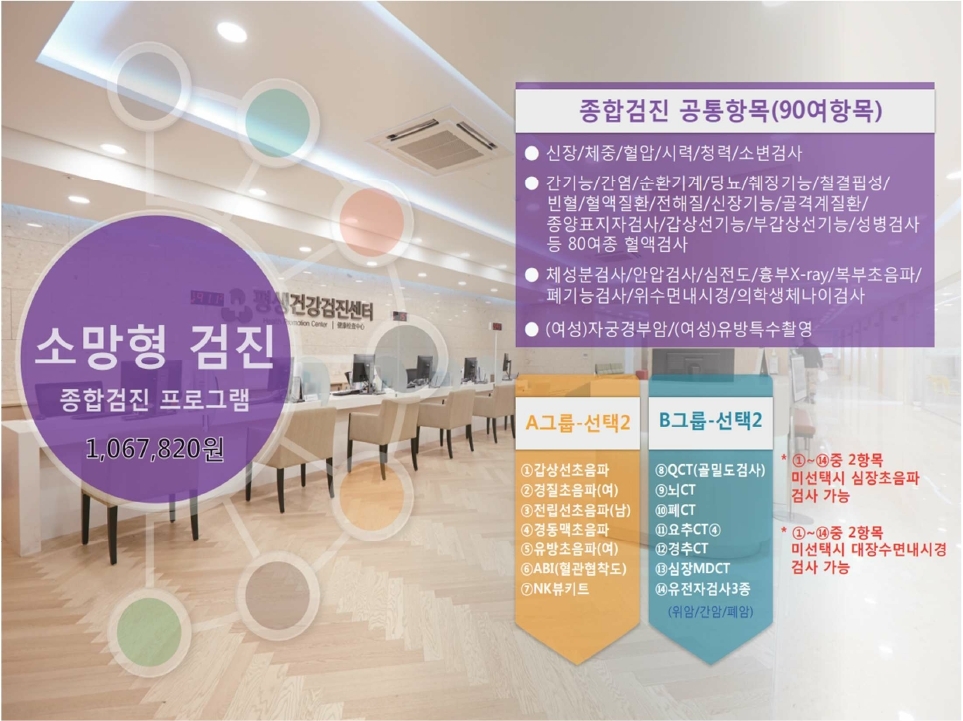 소망형 검진
종합검진 프로그램
1,067,820원
평생건강검진센터
종합검진 공통항목(90여항목)
● 신장/체중/혈압/시력/청력/소변검사
● 간기능/간염/순환기계/딩뇨/췌장기능/철결핍성/
빈혈/혈액질환/전해질/신장기능/골격계질환/
종양표지자검사/갑상선기능/부갑상선기능/성병검사
등 80여종 혈액검사
● 체성분검사/안압검사/심전도/흉부X-ray/복부초음파/
폐기능검사/위수면내시경/의학생체나이검사
● (여성)자궁경부암/(여성)유방특수촬영
A그룹-선택2
①갑상선초음파
②경질초음파(여)
③전립선초음파(남)
④경동맥초음파
⑤유방초음파(여)
⑥ABI(혈관협착도)
⑦NK뷰키트
B그룹-선택2
⑧QCT(골밀도검사)
⑨뇌CT
⑩폐CT
⑪요추CT④
⑫경추CT
⑬심장MDCT
⑭유전자검사3종
(위암/간암/폐암)
* ①~⑭중 2항목
미선택시 심장초음파
검사 가능
* ①~⑭중 2항목
미선택시 대장수면내시경
검사 가능